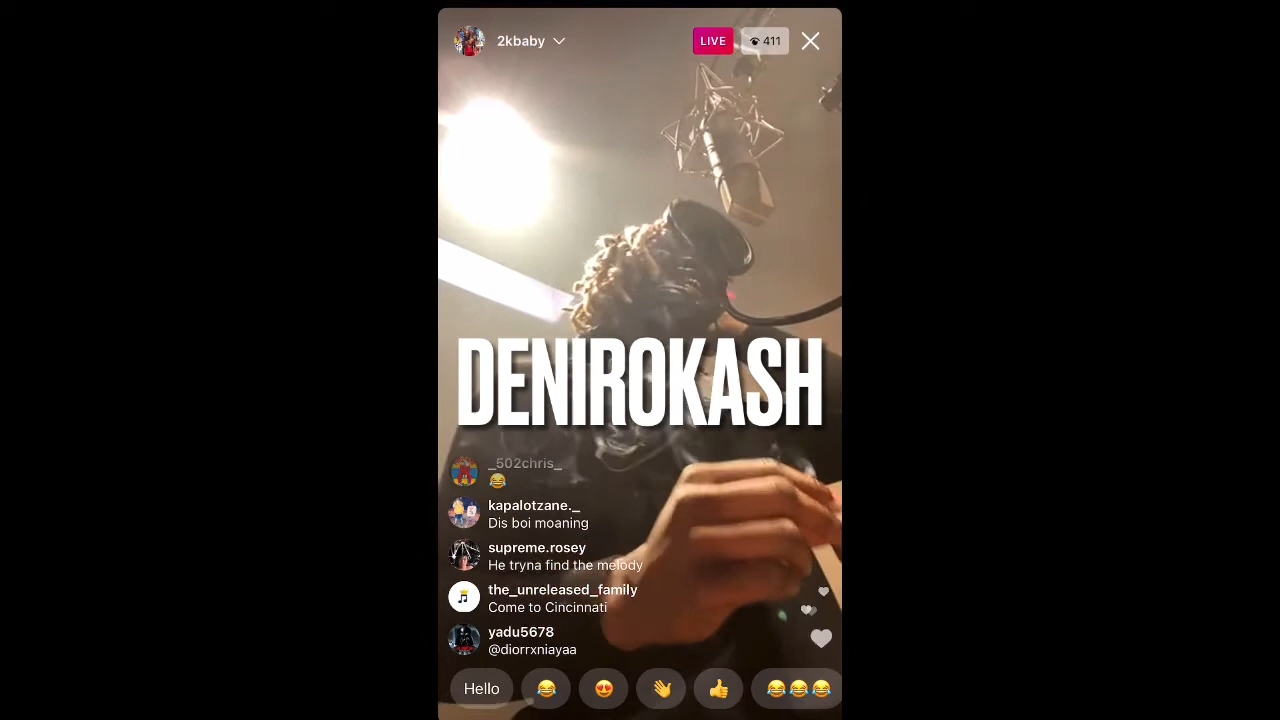 2kbaby
LIVE
411
DENIROKASH
_502chris_
😂
kapalotzane._
Dis boi moaning
supreme.rosey
He tryna find the melody
the_unreleased_family
Come to Cincinnati
yadu5678
@diorrxniayaa
Hello 😂 😍 👋 👍 😂😂😂